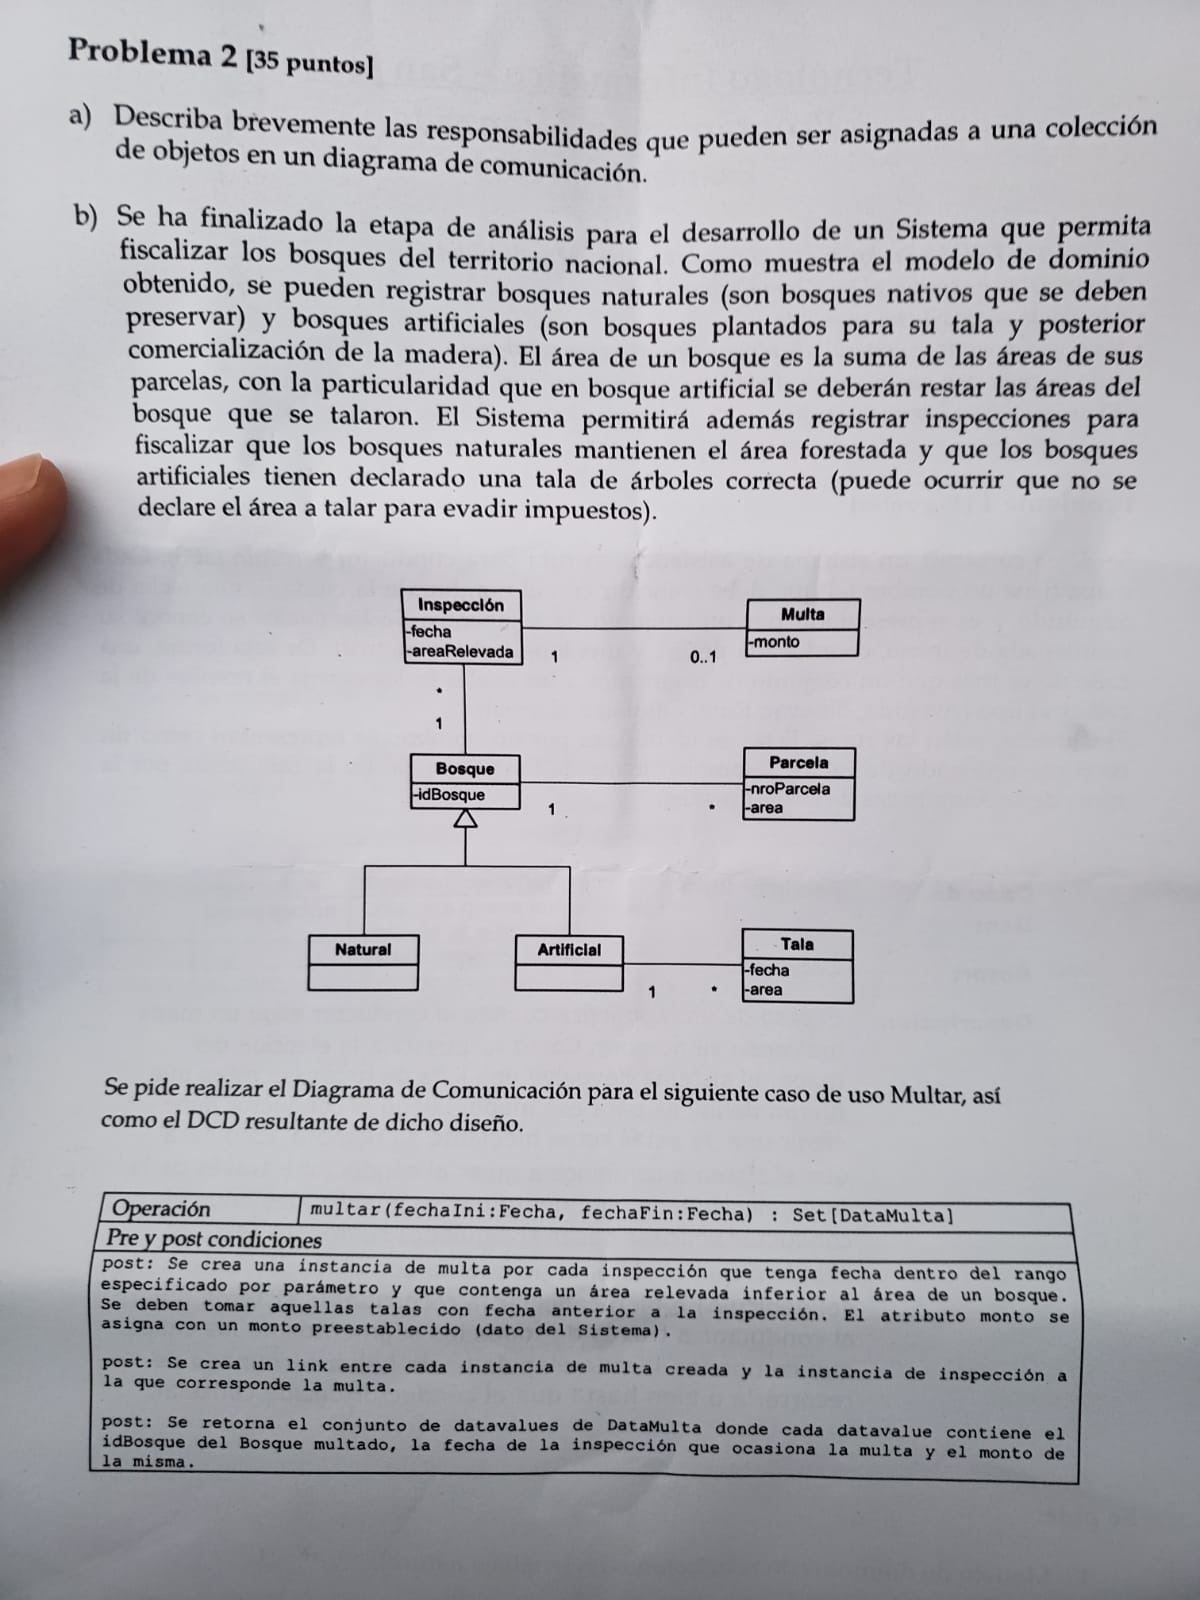 Problema 2 [35 puntos]
a) Describa brevemente las responsabilidades que pueden ser asignadas a una colección
de objetos en un diagrama de comunicación.
b) Se ha finalizado la etapa de análisis para el desarrollo de un Sistema que permita
fiscalizar los bosques del territorio nacional. Como muestra el modelo de dominio
obtenido, se pueden registrar bosques naturales (son bosques nativos que se deben
preservar) y bosques artificiales (son bosques plantados para su tala y posterior
comercialización de la madera). El área de un bosque es la suma de las áreas de sus
parcelas, con la particularidad que en bosque artificial se deberán restar las áreas del
bosque que se talaron. El Sistema permitirá además registrar inspecciones para
fiscalizar que los bosques naturales mantienen el área forestada y que los bosques
artificiales tienen declarado una tala de árboles correcta (puede ocurrir que no se
declare el área a talar para evadir impuestos).
Inspección
-fecha
-areaRelevada
1
0..1
Multa
-monto
*
1
Bosque
-idBosque
1
*
Parcela
-nroParcela
-area
Natural
Artificial
1
*
Tala
-fecha
-area
Se pide realizar el Diagrama de Comunicación para el siguiente caso de uso Multar, así
como el DCD resultante de dicho diseño.
Operación multar(fechaIni:Fecha, fechaFin:Fecha) : Set[DataMulta]
Pre y post condiciones
post: Se crea una instancia de multa por cada inspección que tenga fecha dentro del rango
especificado por parámetro y que contenga un área relevada inferior al área de un bosque.
Se deben tomar aquellas talas con fecha anterior a la inspección. El atributo monto se
asigna con un monto preestablecido (dato del Sistema).
post: Se crea un link entre cada instancia de multa creada y la instancia de inspección a
la que corresponde la multa.
post: Se retorna el conjunto de datavalues de DataMulta donde cada datavalue contiene el
idBosque del Bosque multado, la fecha de la inspección que ocasiona la multa y el monto de
la misma.